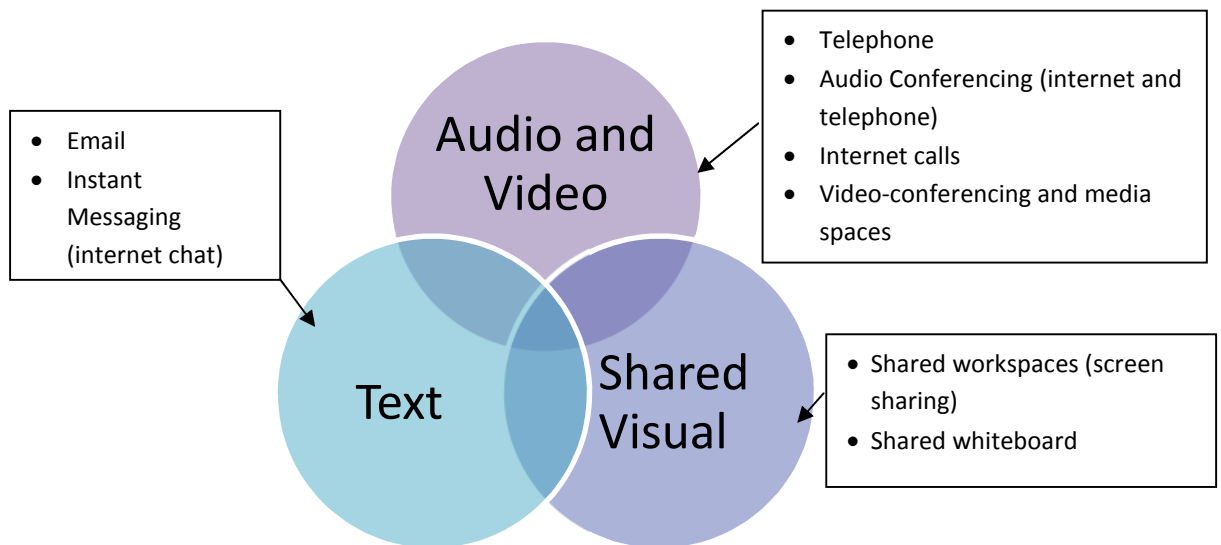 Audio and
Video
• Telephone
• Audio Conferencing (internet and
telephone)
• Internet calls
• Video-conferencing and media
spaces
• Email
• Instant
Messaging
(internet chat)
Text
Shared
Visual
• Shared workspaces (screen
sharing)
• Shared whiteboard